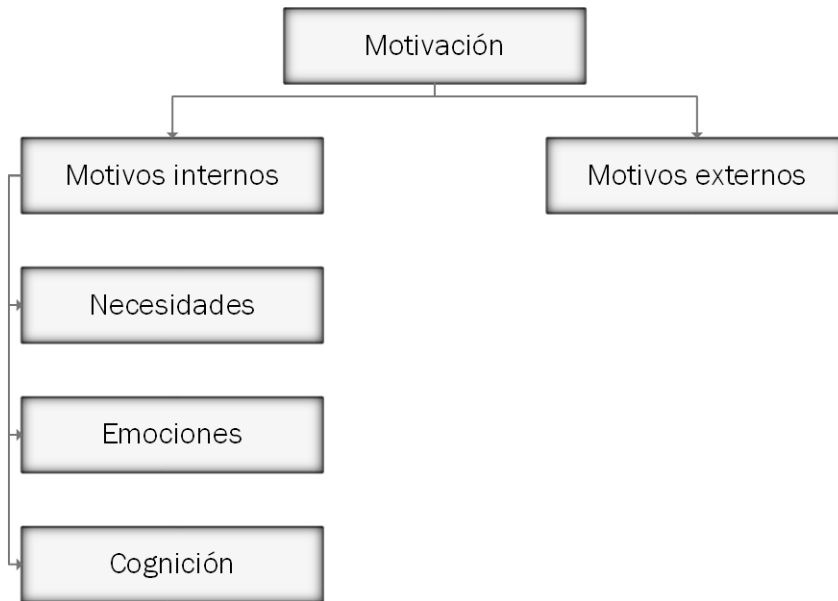 Motivación
Motivos internos
Motivos externos
Necesidades
Emociones
Cognición